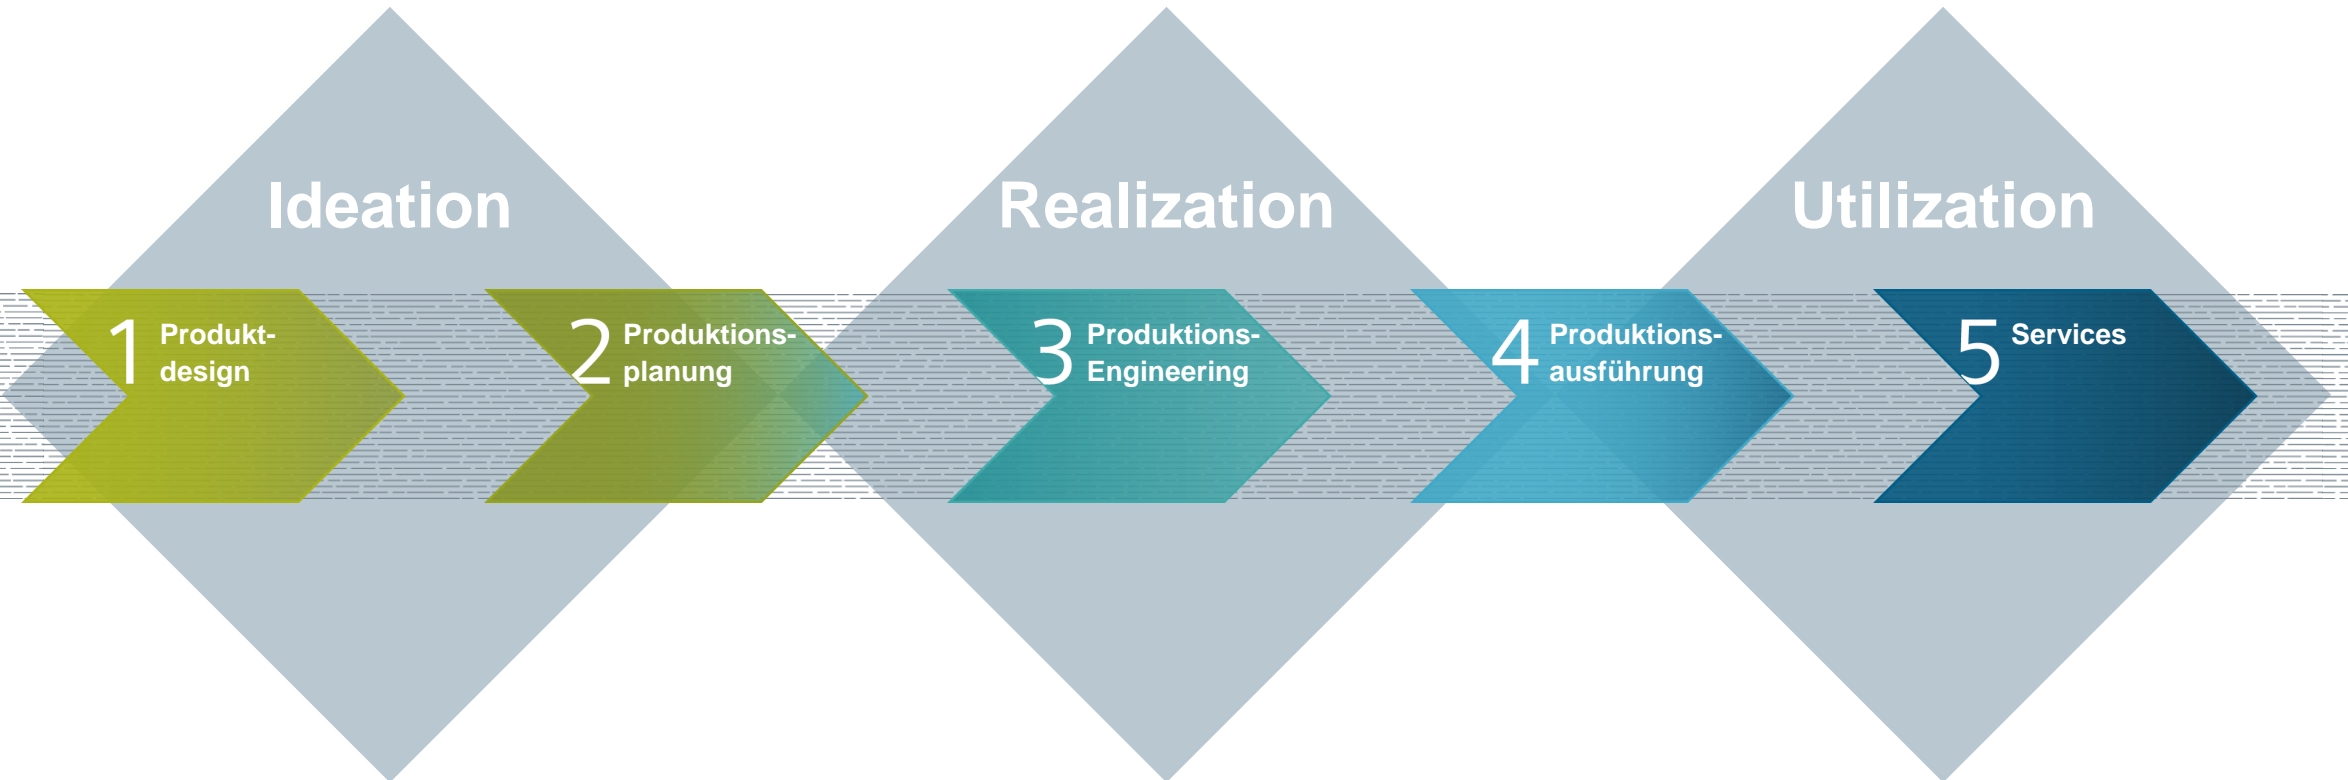 Ideation
Realization
Utilization
1 Produkt-
design
2 Produktions-
planung
3 Produktions-
Engineering
4 Produktions-
ausführung
5 Services